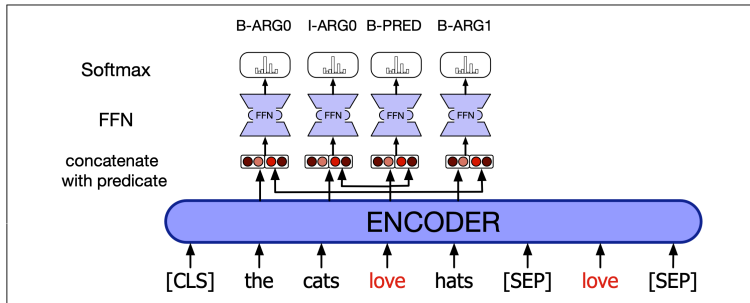 B-ARG0 I-ARG0 B-PRED B-ARG1
Softmax
FFN FFN FFN FFN FFN
concatenate
with predicate
ENCODER
[CLS] the cats love hats [SEP] love [SEP]